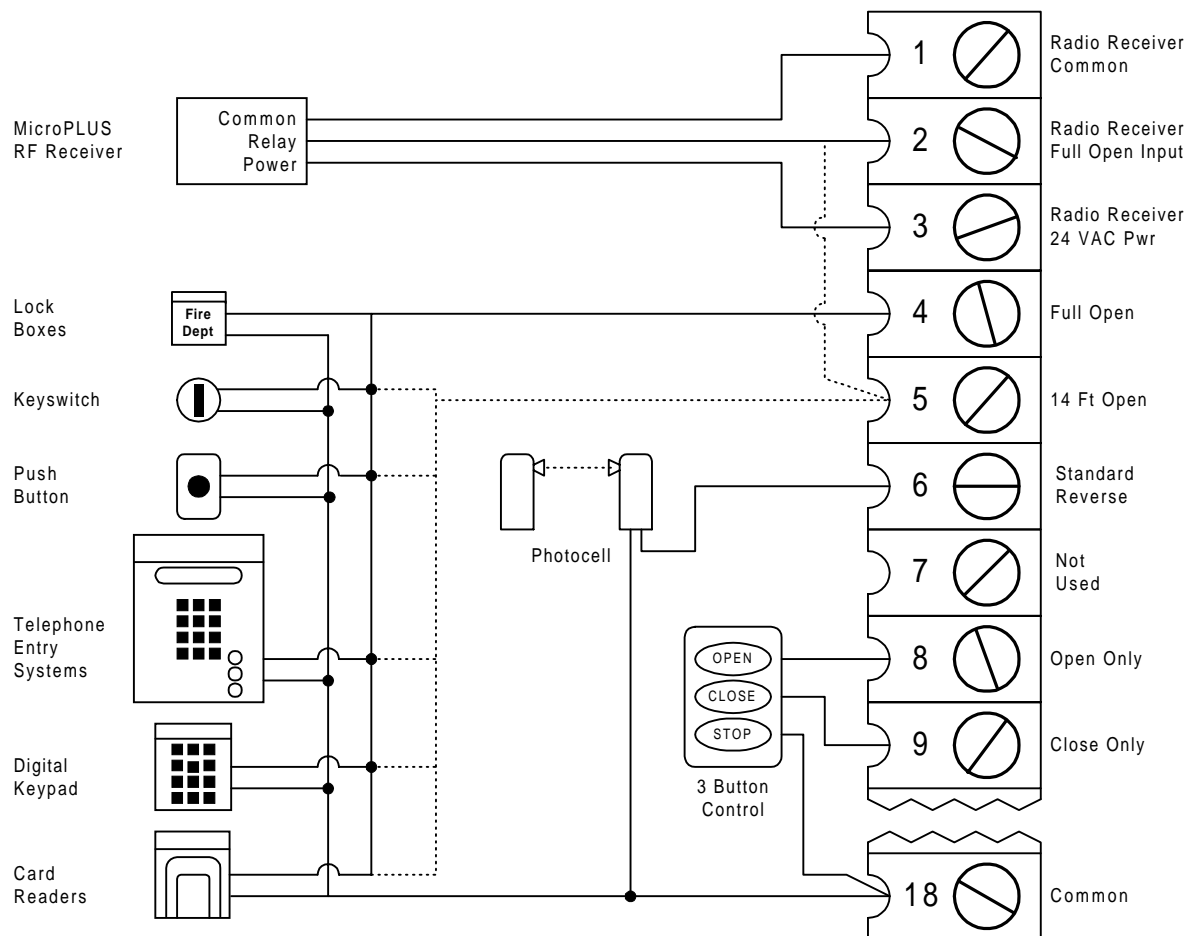 1
Radio Receiver
Common
MicroPLUS
RF Receiver
Common
Relay
Power
2
Radio Receiver
Full Open Input
3
Radio Receiver
24 VAC Pwr
Lock
Boxes
Fire
Dept
4
Full Open
Keyswitch
5
14 Ft Open
Push
Button
6
Standard
Reverse
Photocell
7
Not
Used
Telephone
Entry
Systems
OPEN
CLOSE
STOP
3 Button
Control
8
Open Only
9
Close Only
Digital
Keypad
Card
Readers
18
Common